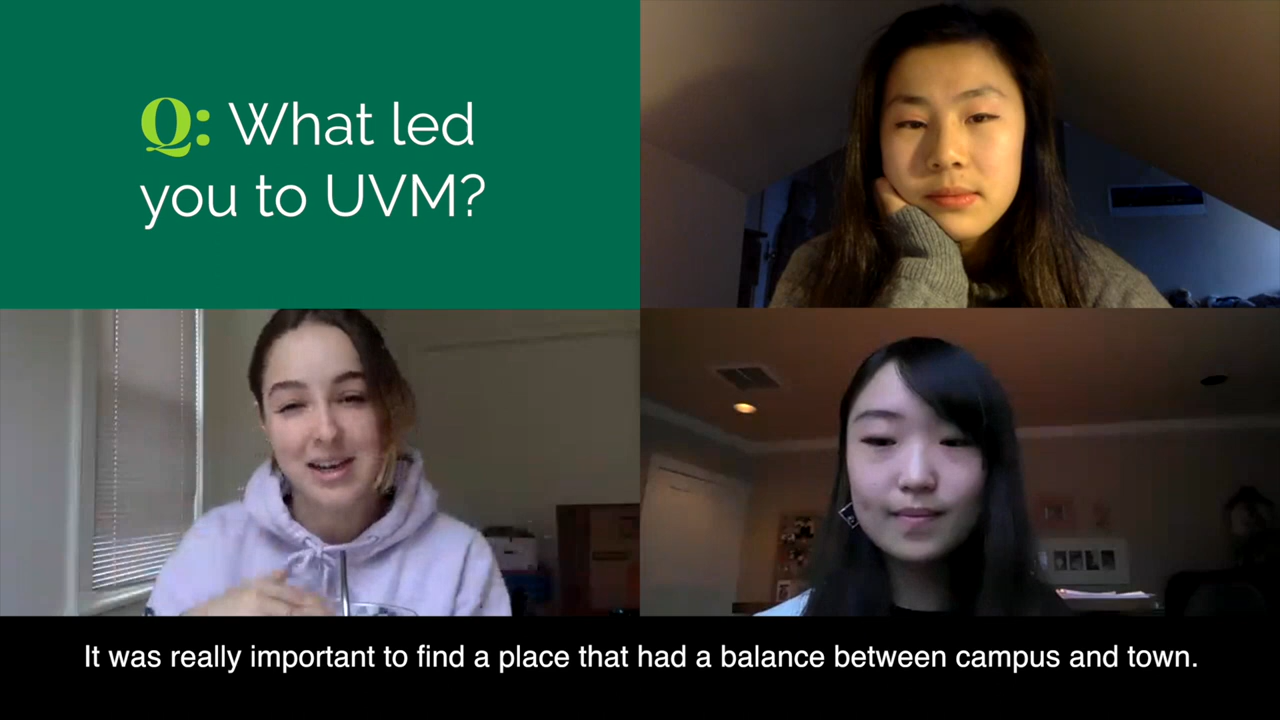 Q: What led
you to UVM?
It was really important to find a place that had a balance between campus and town.